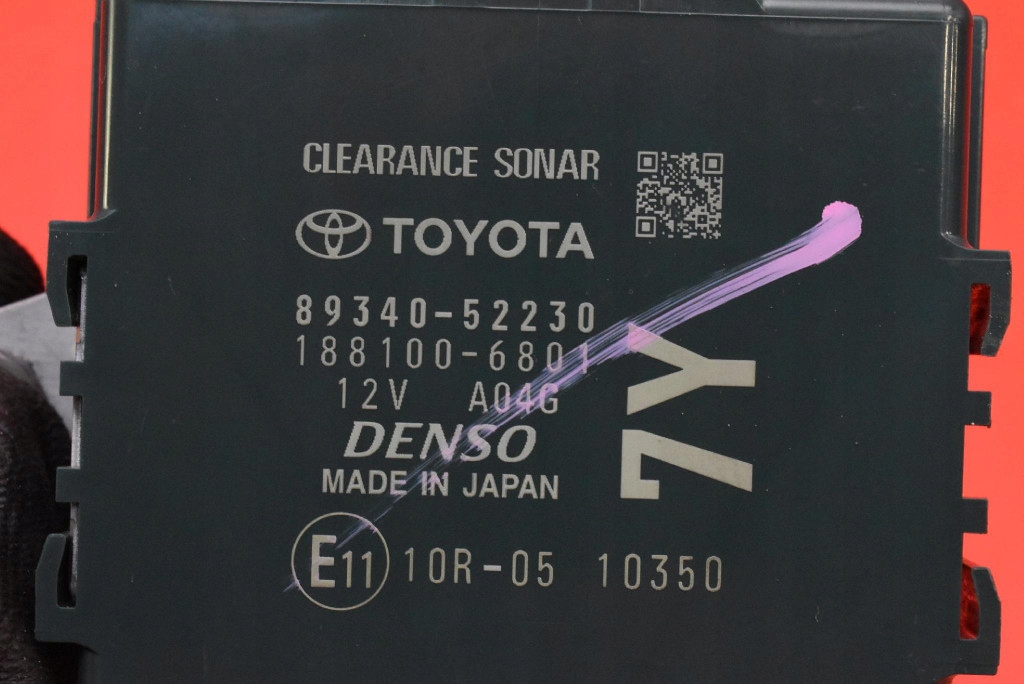 CLEARANCE SONAR
TOYOTA
89340-52230
188100-6801
12V A04G
DENSO
MADE IN JAPAN
7Y
E11 10R-05 10350